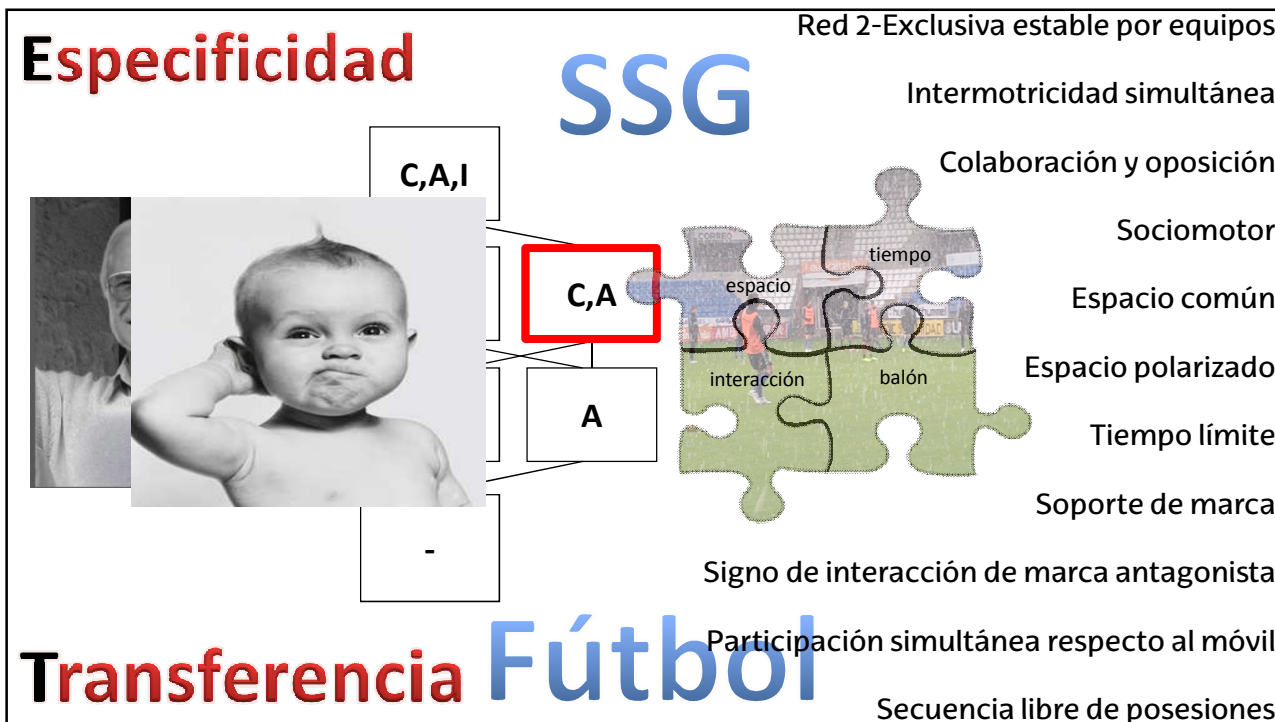 Red 2-Exclusiva estable por equipos
Especificidad
SSG
Intermotricidad simultánea
Colaboración y oposición
C,A,I
Sociomotor
tiempo
espacio
C,A
Espacio común
Espacio polarizado
interacción
balón
A
Tiempo límite
Soporte de marca
-
Signo de interacción de marca antagonista
Participación simultánea respecto al móvil
Transferencia
Fútbol
Secuencia libre de posesiones